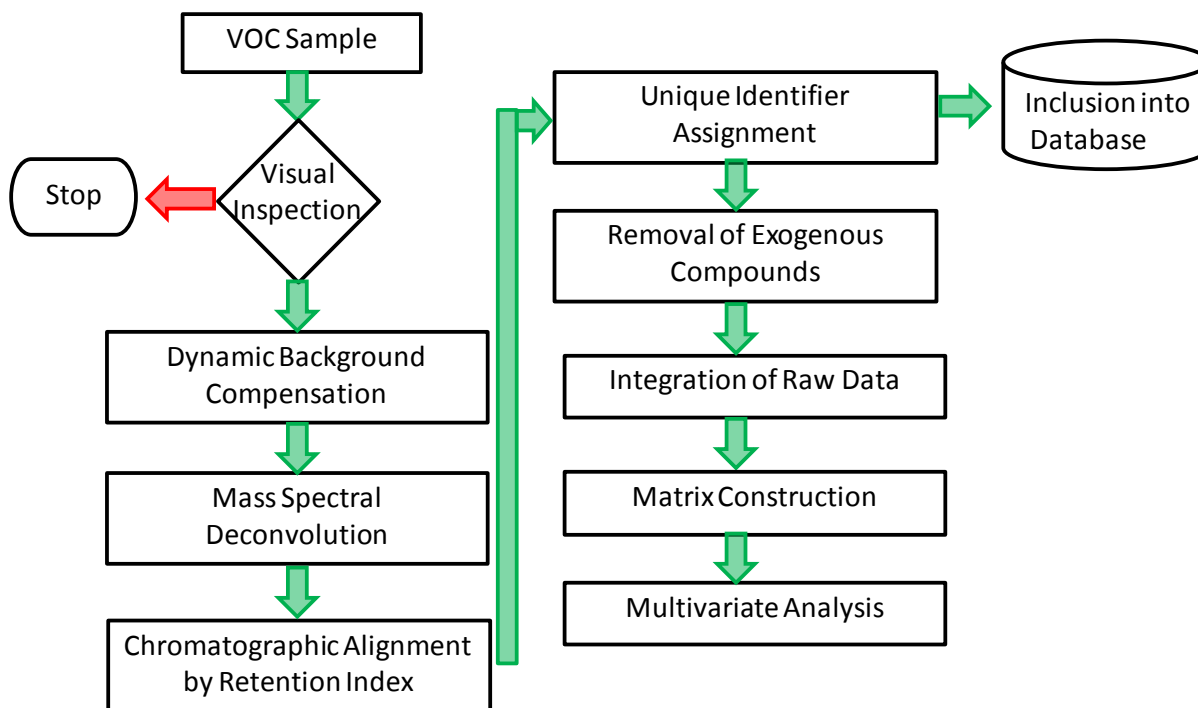 VOC Sample
Visual
Inspection
Stop
Dynamic Background
Compensation
Mass Spectral
Deconvolution
Chromatographic Alignment
by Retention Index
Unique Identifier
Assignment
Inclusion into
Database
Removal of Exogenous
Compounds
Integration of Raw Data
Matrix Construction
Multivariate Analysis